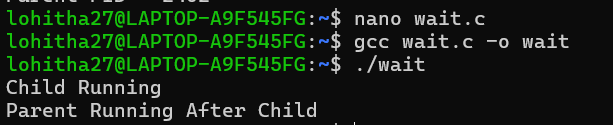 lohitha27@LAPTOP-A9F545FG:~$ nano wait.c
lohitha27@LAPTOP-A9F545FG:~$ gcc wait.c -o wait
lohitha27@LAPTOP-A9F545FG:~$ ./wait
Child Running
Parent Running After Child